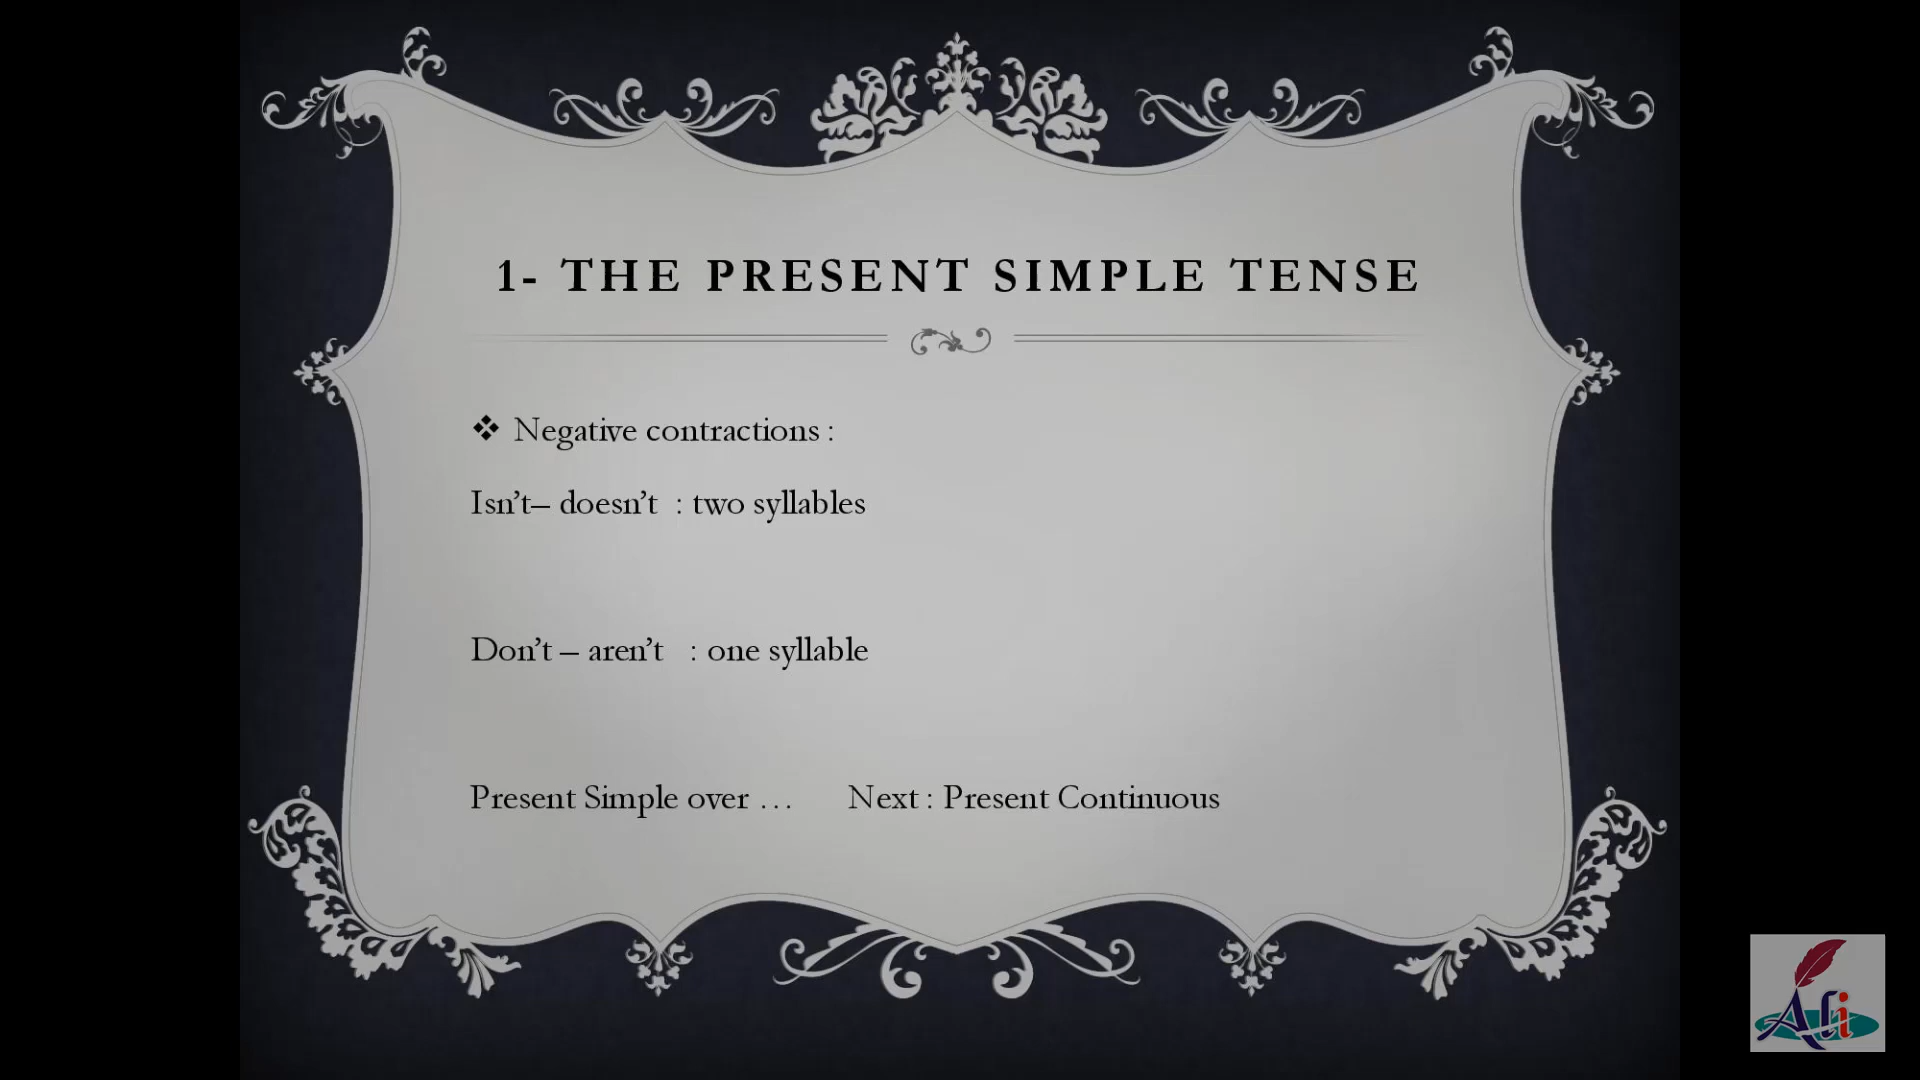 1- THE PRESENT SIMPLE TENSE
❖ Negative contractions :
Isn't– doesn't : two syllables
Don't – aren't : one syllable
Present Simple over … Next : Present Continuous
Ali